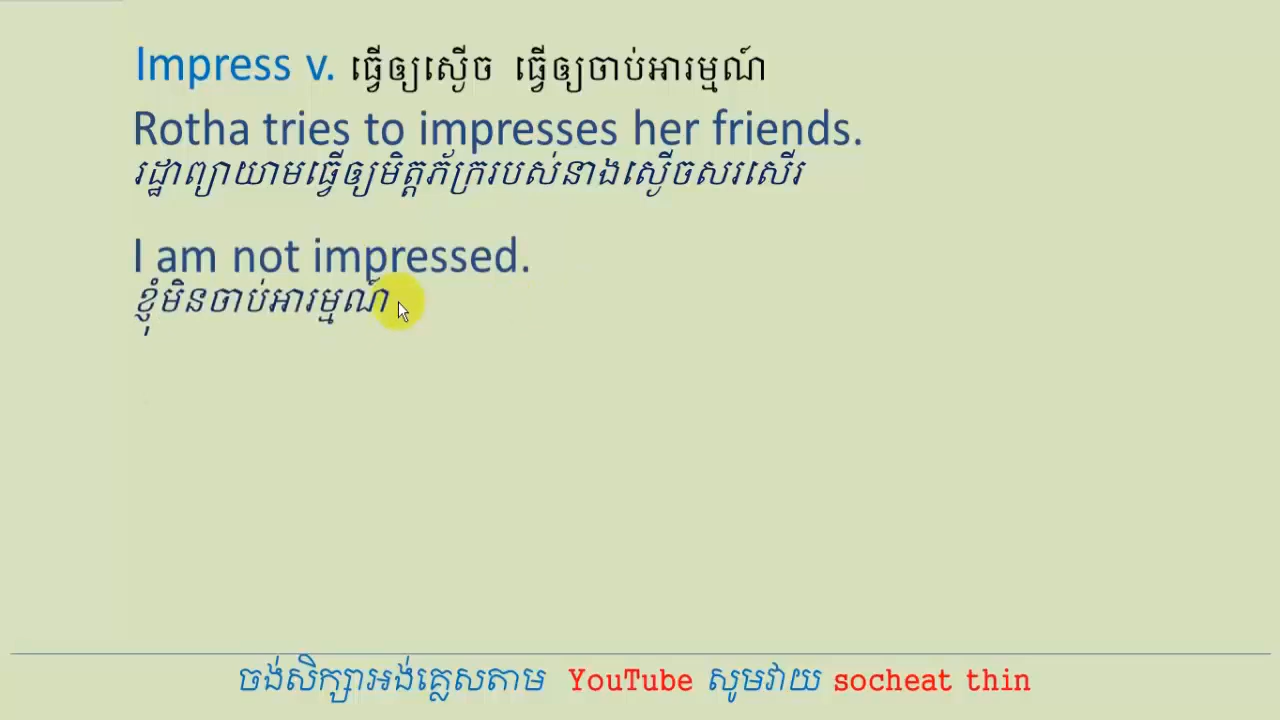 Impress v. ធ្វើឲ្យស្ងើច ធ្វើឲ្យចាប់អារម្មណ៍
Rotha tries to impresses her friends.
រដ្ឋាព្យាយាមធ្វើឲ្យមិត្តភ័ក្ររបស់នាងស្ងើចសរសើរ
I am not impressed.
ខ្ញុំមិនចាប់អារម្មណ៍
ចង់សិក្សាអង់គ្លេសតាម YouTube សូមវាយ socheat thin